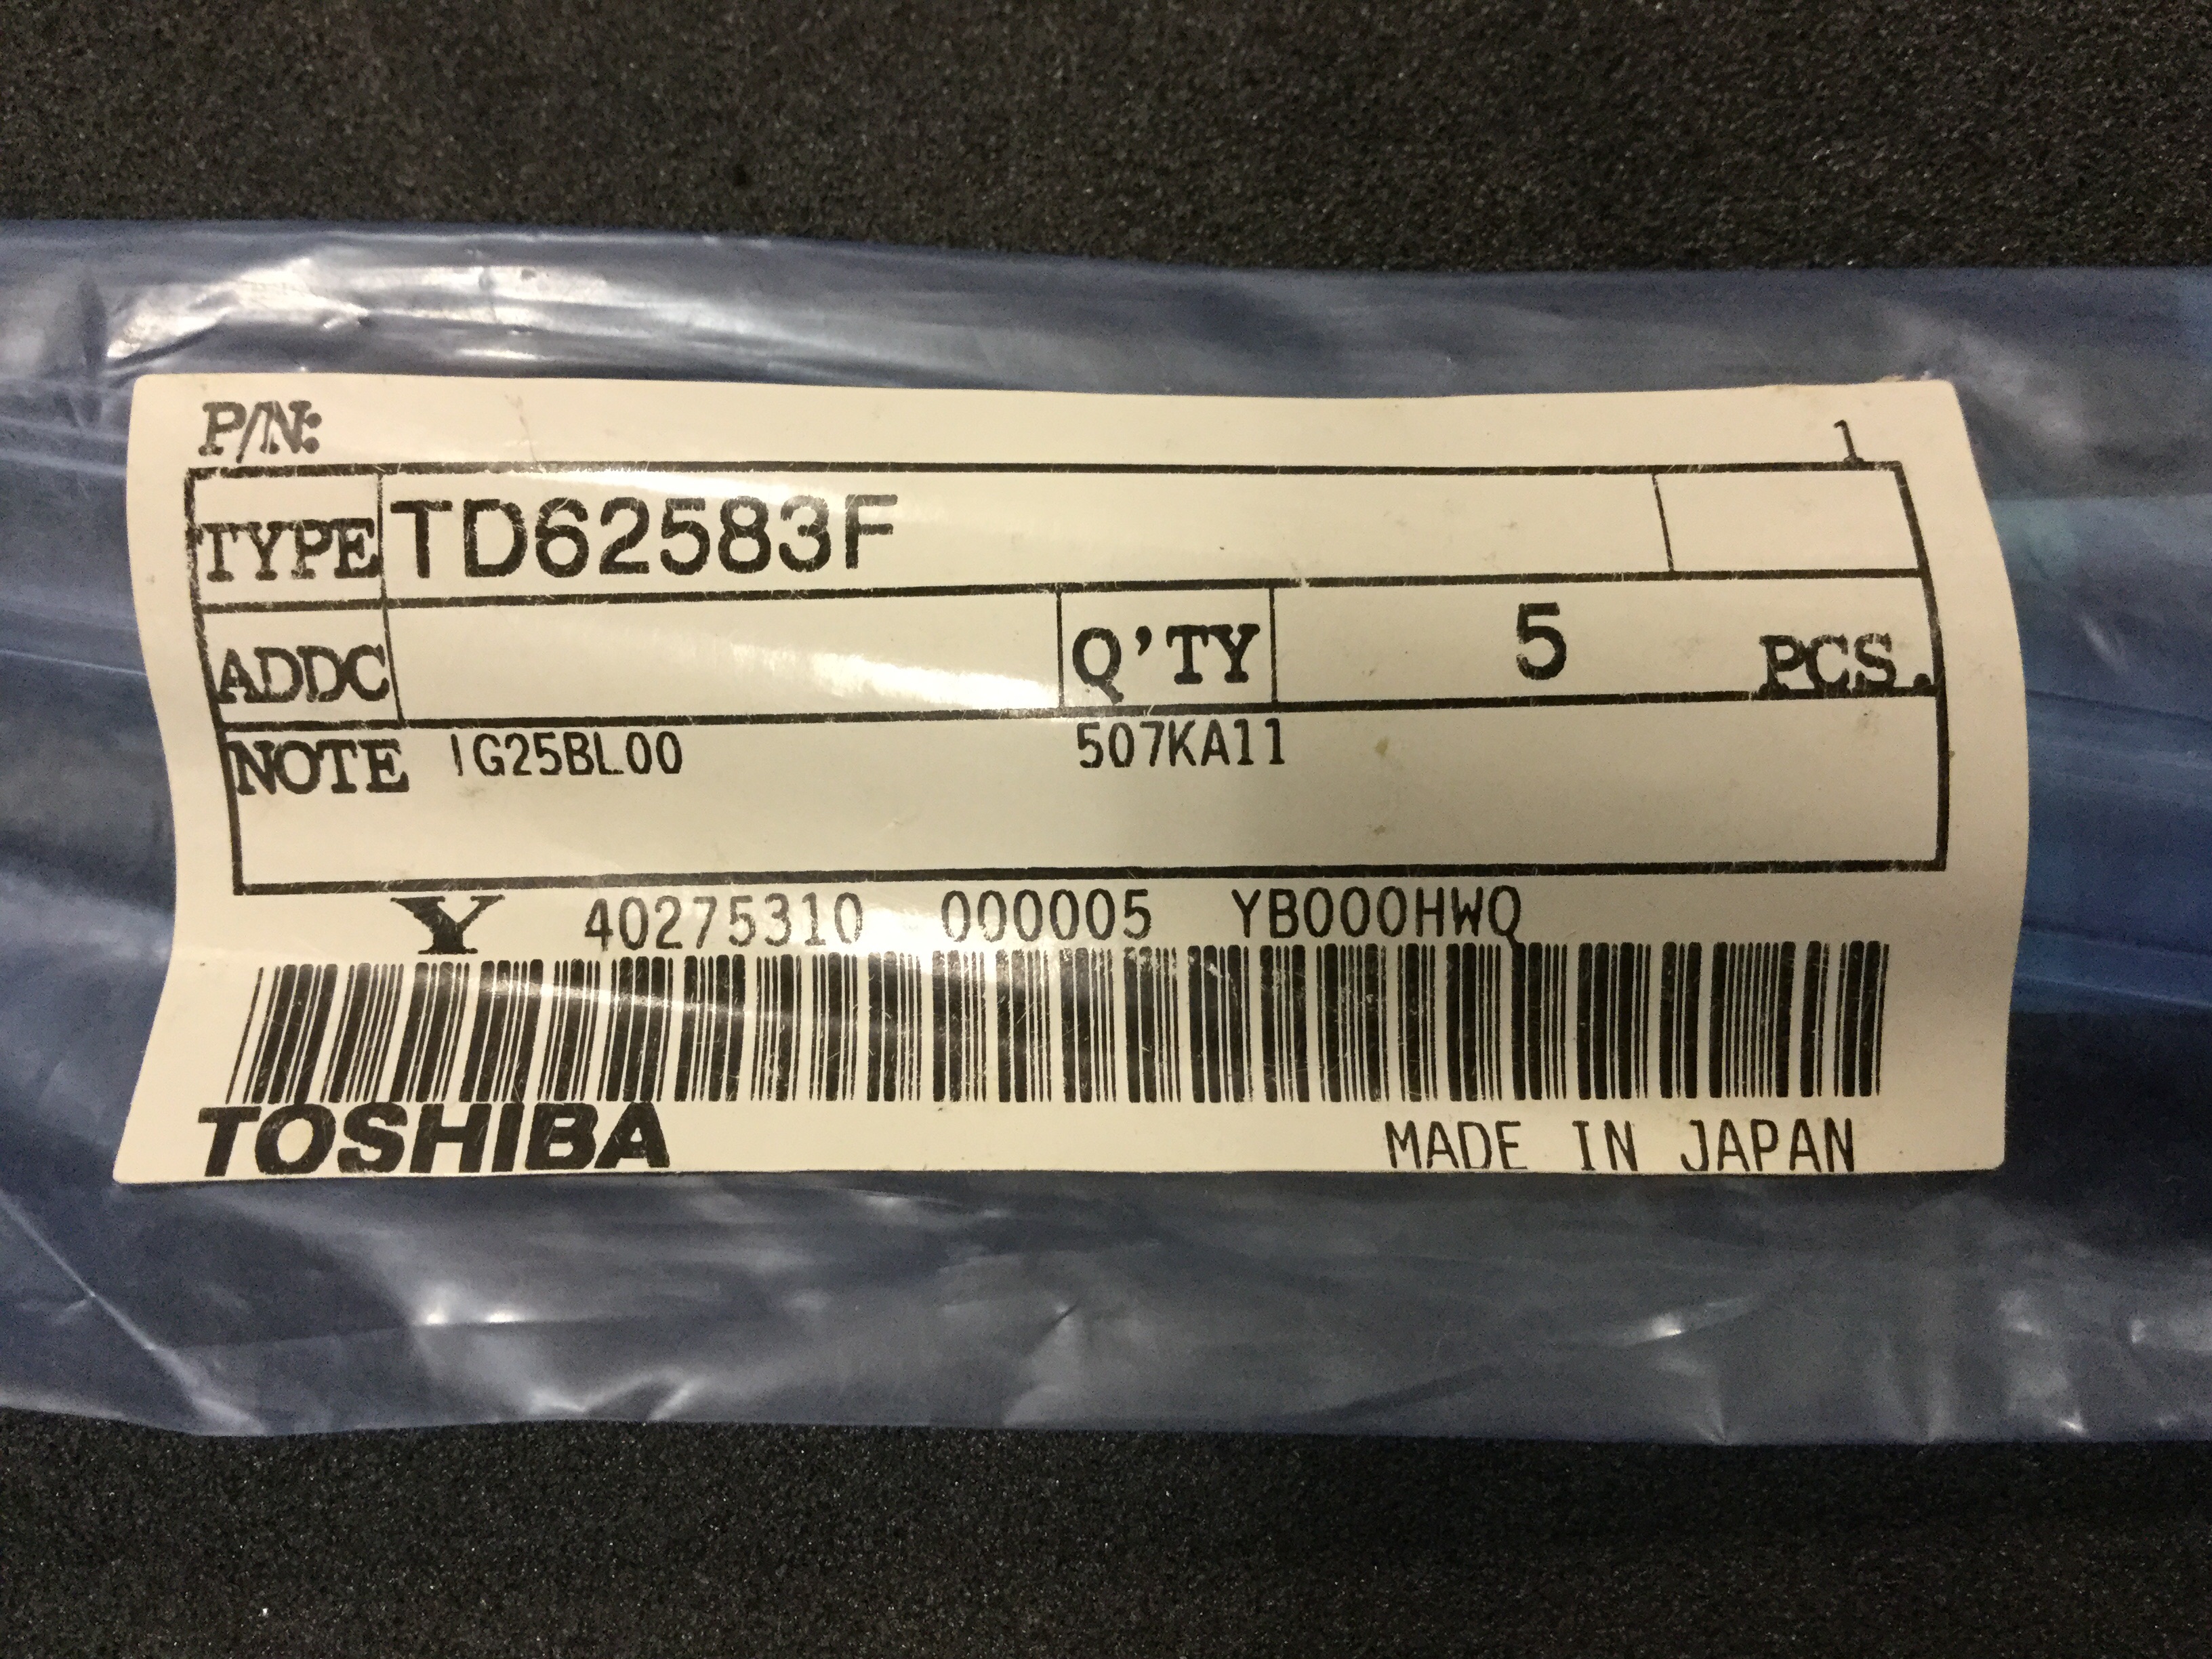 P/N: 1
TYPE TD62583F
ADDC Q'TY 5 PCS.
NOTE IG25BL00 507KA11
Y 40275310 000005 YB000HWQ
TOSHIBA MADE IN JAPAN